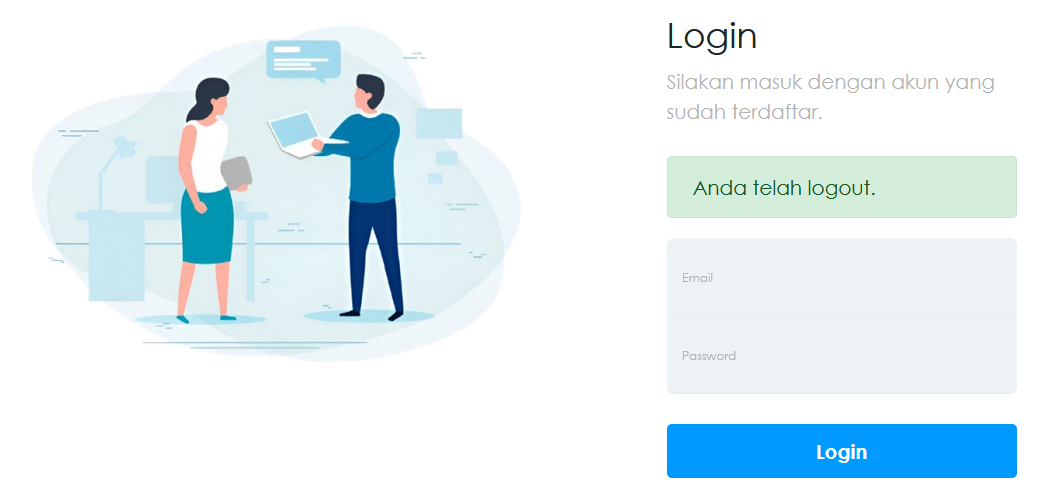 Login
Silakan masuk dengan akun yang
sudah terdaftar.
Anda telah logout.
Email
Password
Login